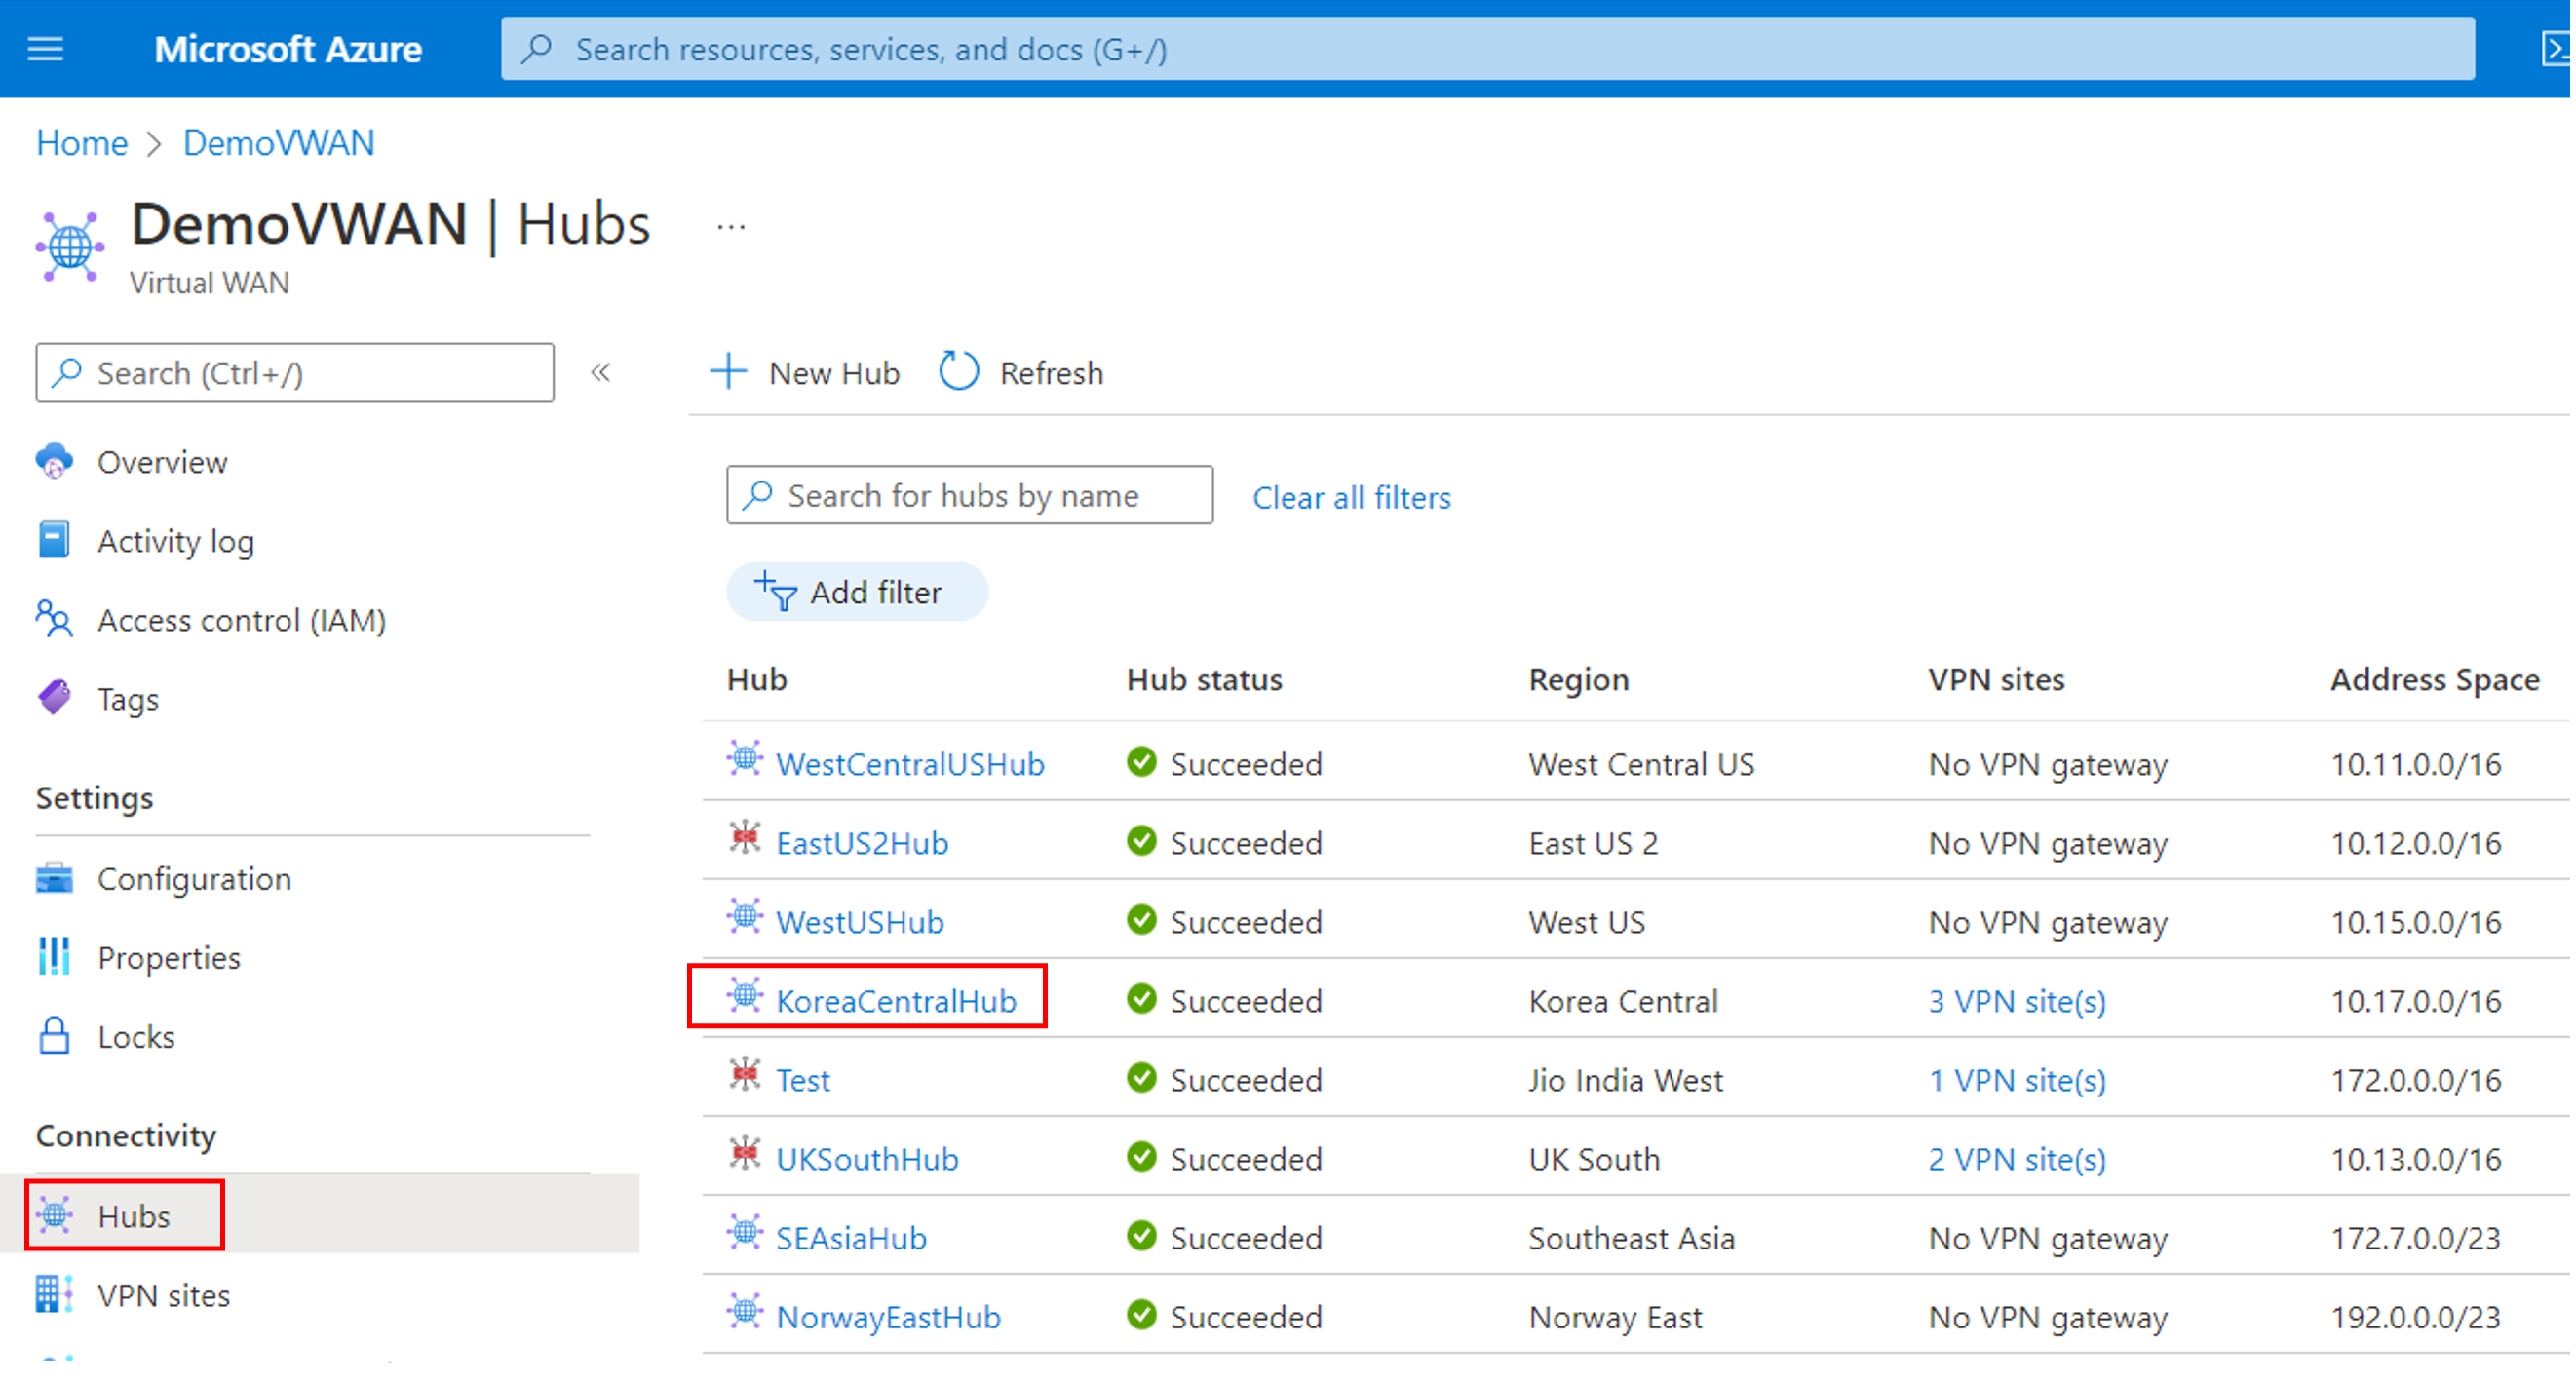 Microsoft Azure
Search resources, services, and docs (G+/)
Home > DemoVWAN
DemoVWAN | Hubs ...
Virtual WAN
Search (Ctrl+/) «
Overview
Activity log
Access control (IAM)
Tags
Settings
Configuration
Properties
Locks
Connectivity
Hubs
VPN sites
New Hub Refresh
Search for hubs by name Clear all filters
Add filter
Hub Hub status Region VPN sites Address Space
WestCentralUSHub Succeeded West Central US No VPN gateway 10.11.0.0/16
EastUS2Hub Succeeded East US 2 No VPN gateway 10.12.0.0/16
WestUSHub Succeeded West US No VPN gateway 10.15.0.0/16
KoreaCentralHub Succeeded Korea Central 3 VPN site(s) 10.17.0.0/16
Test Succeeded Jio India West 1 VPN site(s) 172.0.0.0/16
UKSouthHub Succeeded UK South 2 VPN site(s) 10.13.0.0/16
SEAsiaHub Succeeded Southeast Asia No VPN gateway 172.7.0.0/23
NorwayEastHub Succeeded Norway East No VPN gateway 192.0.0.0/23